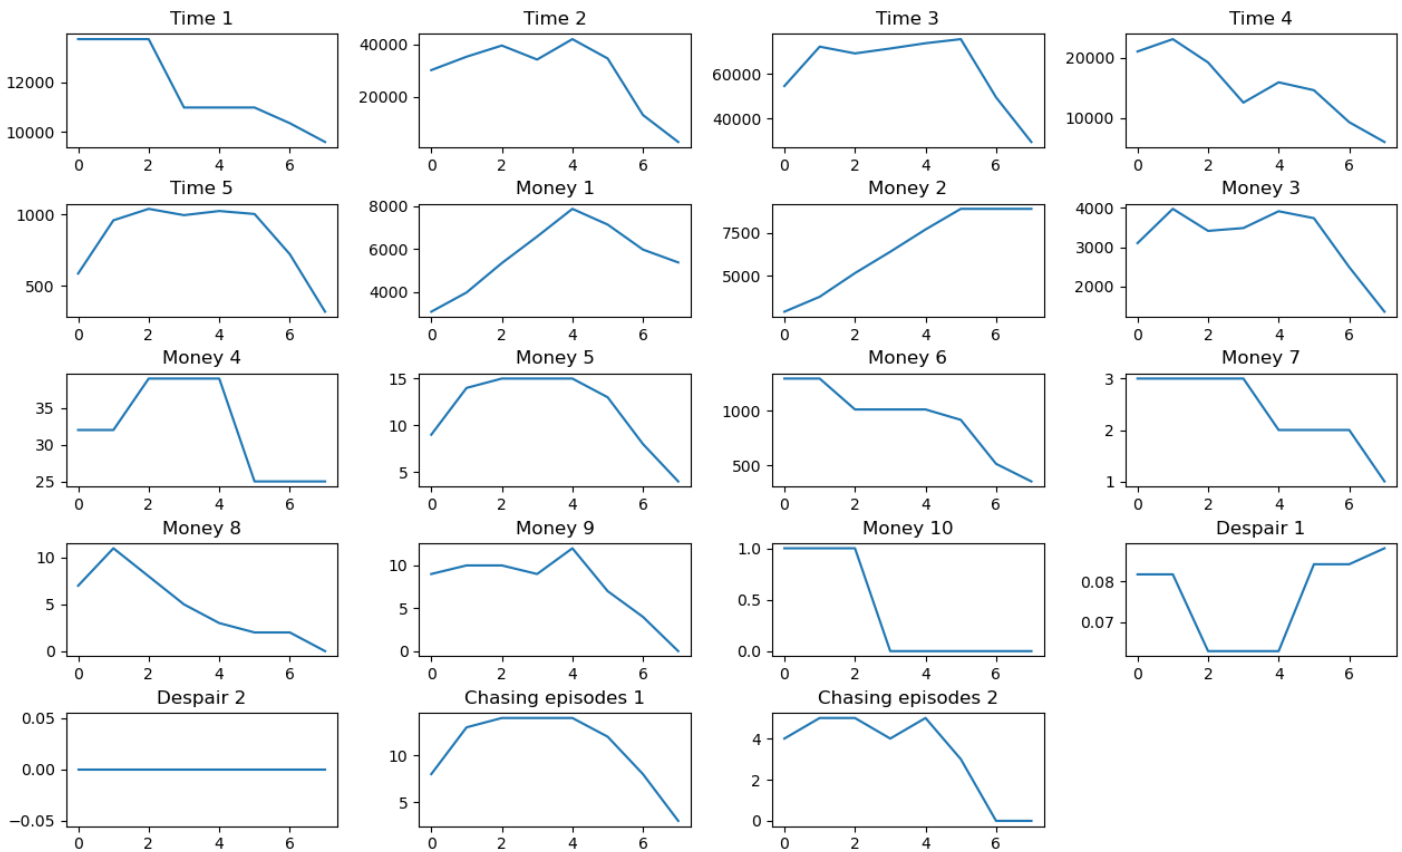 Time 1 Time 2 Time 3 Time 4
12000 10000 0 2 4 6
40000 20000 0 2 4 6
60000 40000 0 2 4 6
20000 10000 0 2 4 6
Time 5 Money 1 Money 2 Money 3
1000 500 0 2 4 6
8000 6000 4000 0 2 4 6
7500 5000 0 2 4 6
4000 3000 2000 0 2 4 6
Money 4 Money 5 Money 6 Money 7
35 30 25 0 2 4 6
15 10 5 0 2 4 6
1000 500 0 2 4 6
3 2 1 0 2 4 6
Money 8 Money 9 Money 10 Despair 1
10 5 0 0 2 4 6
10 5 0 0 2 4 6
1.0 0.5 0.0 0 2 4 6
0.08 0.07 0 2 4 6
Despair 2 Chasing episodes 1 Chasing episodes 2
0.05 0.00 −0.05 0 2 4 6
10 5 0 2 4 6
4 2 0 0 2 4 6